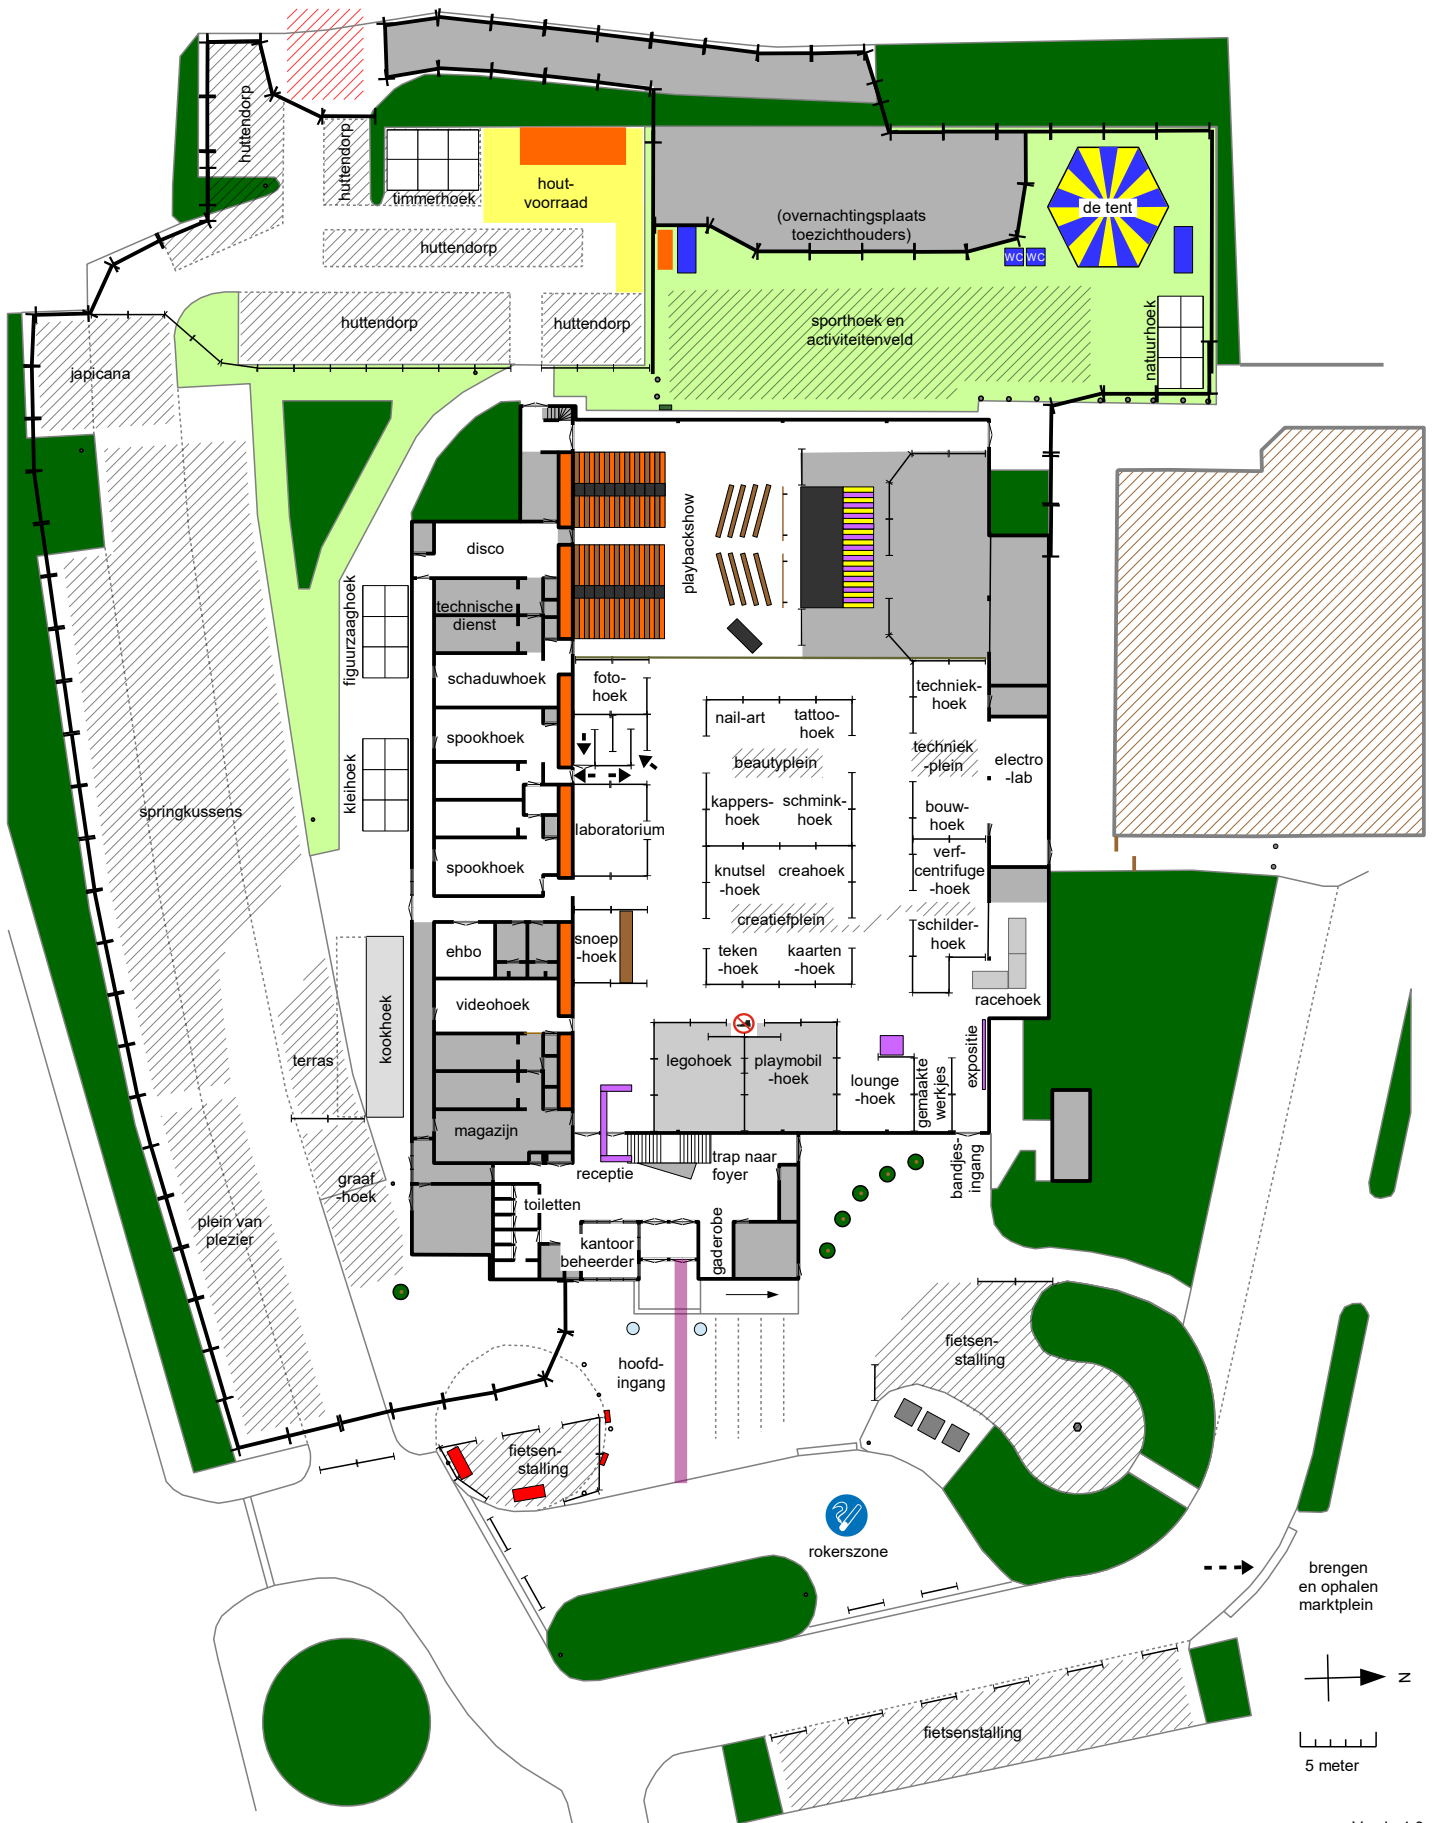 huttendorp
huttendorp
timmerhoek
hout-
voorraad
huttendorp
huttendorp
huttendorp
(overnachtingsplaats
toezichthouders)
de tent
WC
WC
sporthoek en
activiteitenveld
natuurhoek
japicana
disco
technische
dienst
figuurzaaghoek
schaduwhoek
playbackshow
foto-
hoek
techniek-
hoek
nail-art
tattoo-
hoek
spookhoek
beautyplein
techniek
-plein
electro
-lab
kleihoek
springkussens
kappers-
hoek
schmink-
hoek
bouw-
hoek
laboratorium
verf-
centrifuge
-hoek
spookhoek
knutsel
-hoek
creahoek
creatiefplein
schilder-
hoek
snoep
-hoek
ehbo
teken
-hoek
kaarten
-hoek
videohoek
racehoek
kookhoek
terras
legohoek
playmobil
-hoek
lounge
-hoek
gemaakte
werkjes
expositie
magazijn
receptie
trap naar
foyer
bandjes-
ingang
graaf
-hoek
toiletten
plein van
plezier
kantoor
beheerder
gaderobe
hoofd-
ingang
fietsen-
stalling
fietsen-
stalling
rokerszone
brengen
en ophalen
marktplein
N
fietsenstalling
5 meter